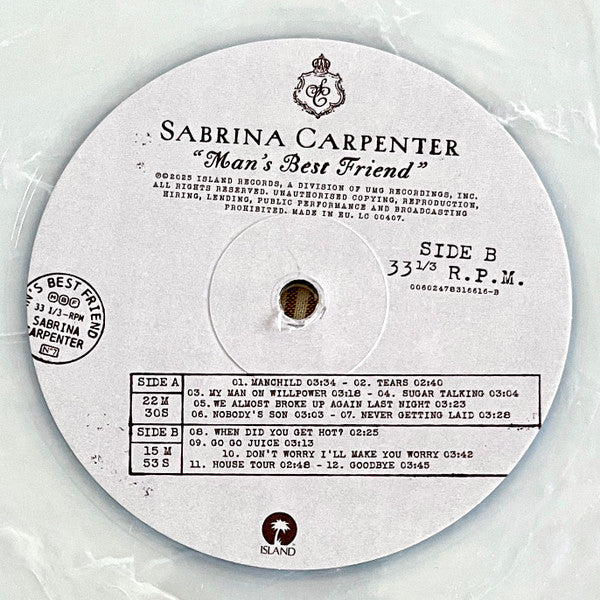 SABRINA CARPENTER
"Man's Best Friend"
℗©2025 ISLAND RECORDS, A DIVISION OF UMG RECORDINGS, INC.
ALL RIGHTS RESERVED. UNAUTHORISED COPYING, REPRODUCTION,
HIRING, LENDING, PUBLIC PERFORMANCE AND BROADCASTING
PROHIBITED. MADE IN EU. LC 00407.
SIDE B
33 1/3 R.P.M.
00602478316616-B
N'S BEST FRIEND
MBF
33 1/3-RPM
SABRINA
CARPENTER
Nº7
SIDE A
22 M
30 S
01. MANCHILD 03:34 - 02. TEARS 02:40
03. MY MAN ON WILLPOWER 03:18 - 04. SUGAR TALKING 03:04
05. WE ALMOST BROKE UP AGAIN LAST NIGHT 03:23
06. NOBODY'S SON 03:03 - 07. NEVER GETTING LAID 03:28
SIDE B
15 M
53 S
08. WHEN DID YOU GET HOT? 02:25
09. GO GO JUICE 03:13
10. DON'T WORRY I'LL MAKE YOU WORRY 03:42
11. HOUSE TOUR 02:48 - 12. GOODBYE 03:45
ISLAND